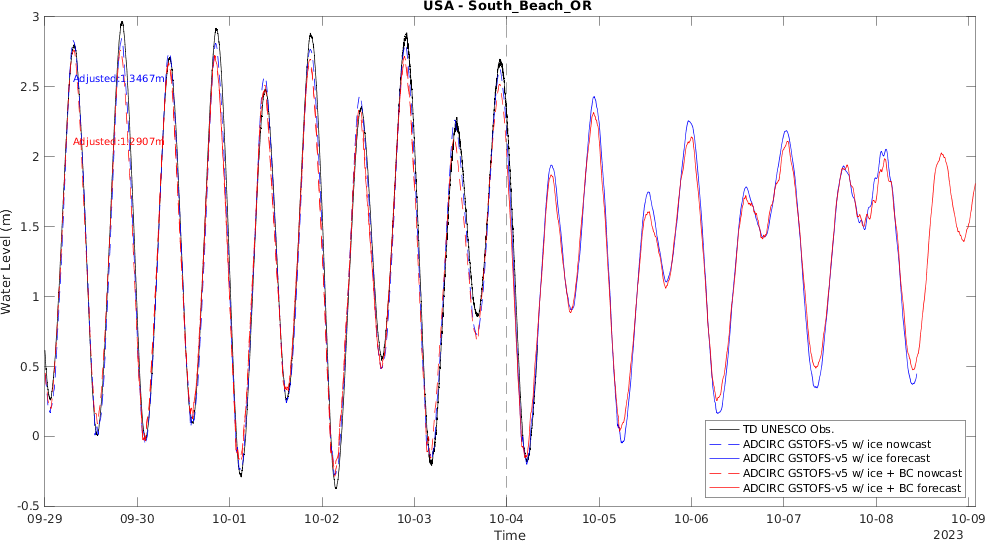 USA - South_Beach_OR
3
2.5
2
1.5
1
0.5
0
-0.5
Water Level (m)
Adjusted:1.3467m
Adjusted:1.2907m
TD UNESCO Obs.
ADCIRC GSTOFS-v5 w/ ice nowcast
ADCIRC GSTOFS-v5 w/ ice forecast
ADCIRC GSTOFS-v5 w/ ice + BC nowcast
ADCIRC GSTOFS-v5 w/ ice + BC forecast
09-29 09-30 10-01 10-02 10-03 10-04 10-05 10-06 10-07 10-08 10-09
Time
2023